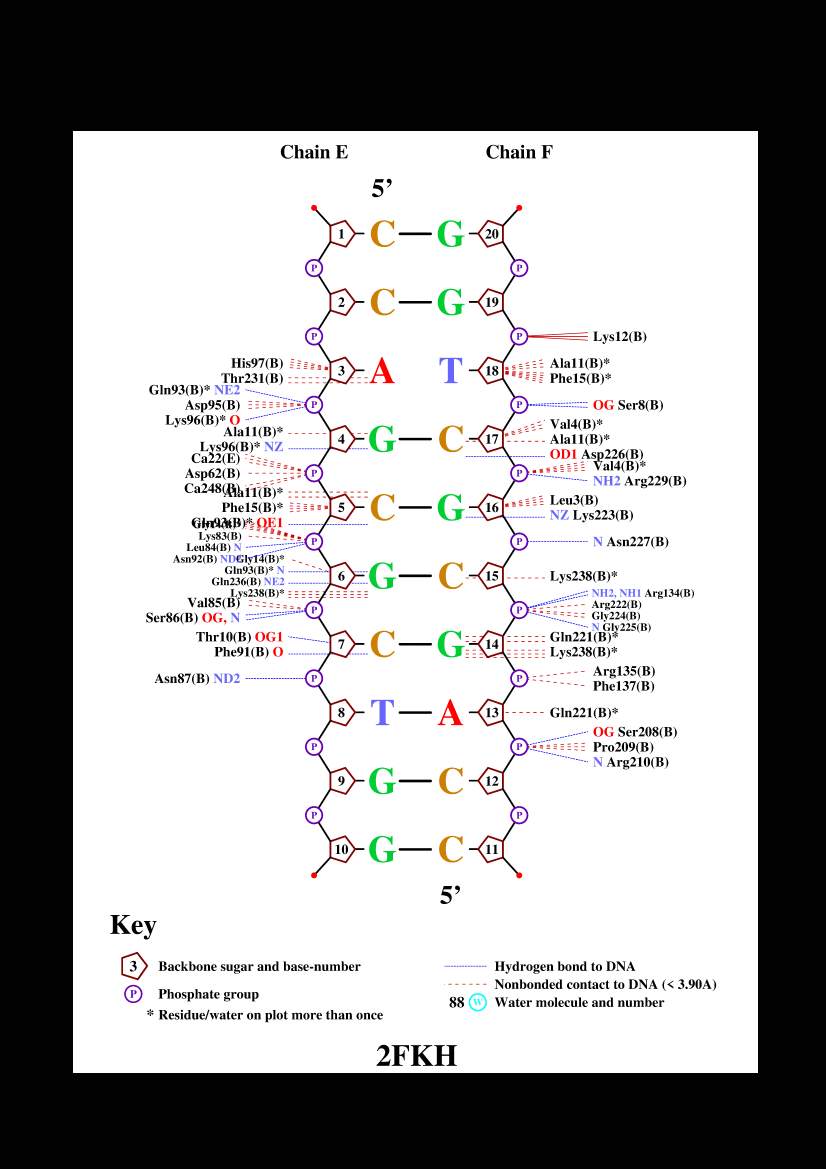 Chain E Chain F
5’
1 C G 20
P P
2 C G 19
P P Lys12(B)
His97(B) 3 A T 18 Ala11(B)*
Thr231(B) Phe15(B)*
Gln93(B)* NE2
Asp95(B) P P OG Ser8(B)
Lys96(B)* O
Val4(B)*
Ala11(B)* 4 G C 17 Ala11(B)*
Lys96(B)* NZ OD1 Asp226(B)
Ca22(E) Val4(B)*
Asp62(B) P P NH2 Arg229(B)
Ca248(B)
Ala11(B)* Leu3(B)
Phe15(B)* 5 C G 16 NZ Lys223(B)
Gln93(B)* OE1
Lys83(B) P P N Asn227(B)
Leu84(B) N
Asn92(B) Gly14(B)*
Gln93(B)* N 6 G C 15 Lys238(B)*
Gln236(B) NE2
Lys238(B)* NH2, NH1 Arg134(B)
Val85(B) Arg222(B)
Ser86(B) OG, N P P Gly224(B)
N Gly225(B)
Thr10(B) OG1 7 C G 14 Gln221(B)*
Phe91(B) O Lys238(B)*
Arg135(B)
Asn87(B) ND2 P P Phe137(B)
8 T A 13 Gln221(B)*
OG Ser208(B)
P P Pro209(B)
N Arg210(B)
9 G C 12
P P
10 G C 11
5’
Key
3 Backbone sugar and base-number Hydrogen bond to DNA
P Phosphate group Nonbonded contact to DNA (< 3.90A)
* Residue/water on plot more than once 88 W Water molecule and number
2FKH